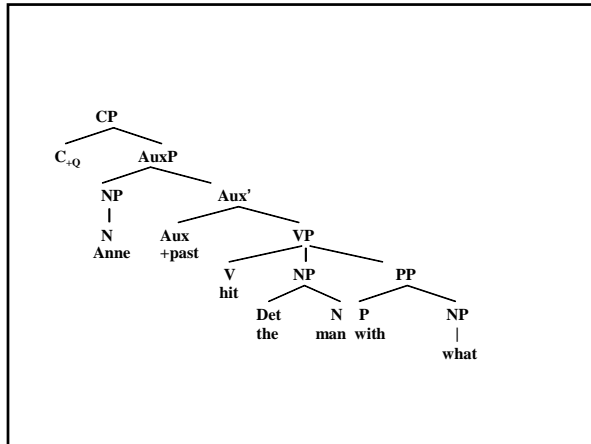 CP
C+Q AuxP
NP Aux'
N Aux VP
Anne +past
V NP PP
hit
Det N P NP
the man with
what